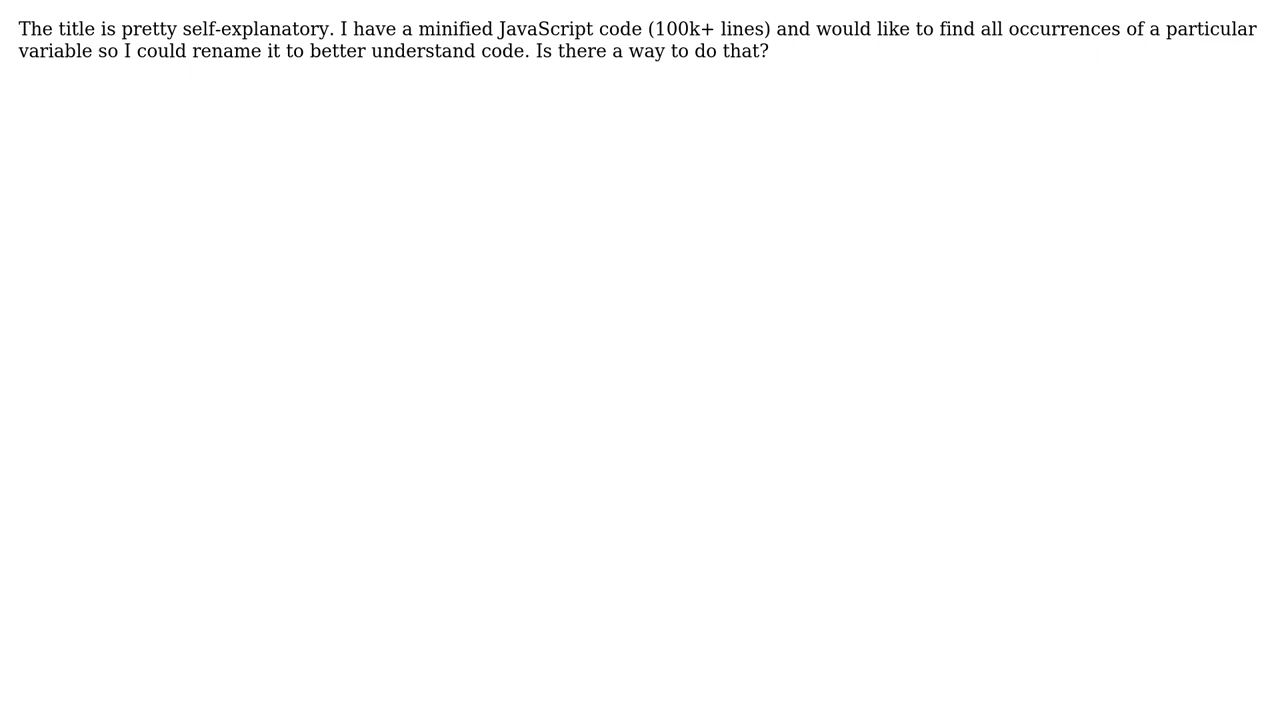 The title is pretty self-explanatory. I have a minified JavaScript code (100k+ lines) and would like to find all occurrences of a particular
variable so I could rename it to better understand code. Is there a way to do that?